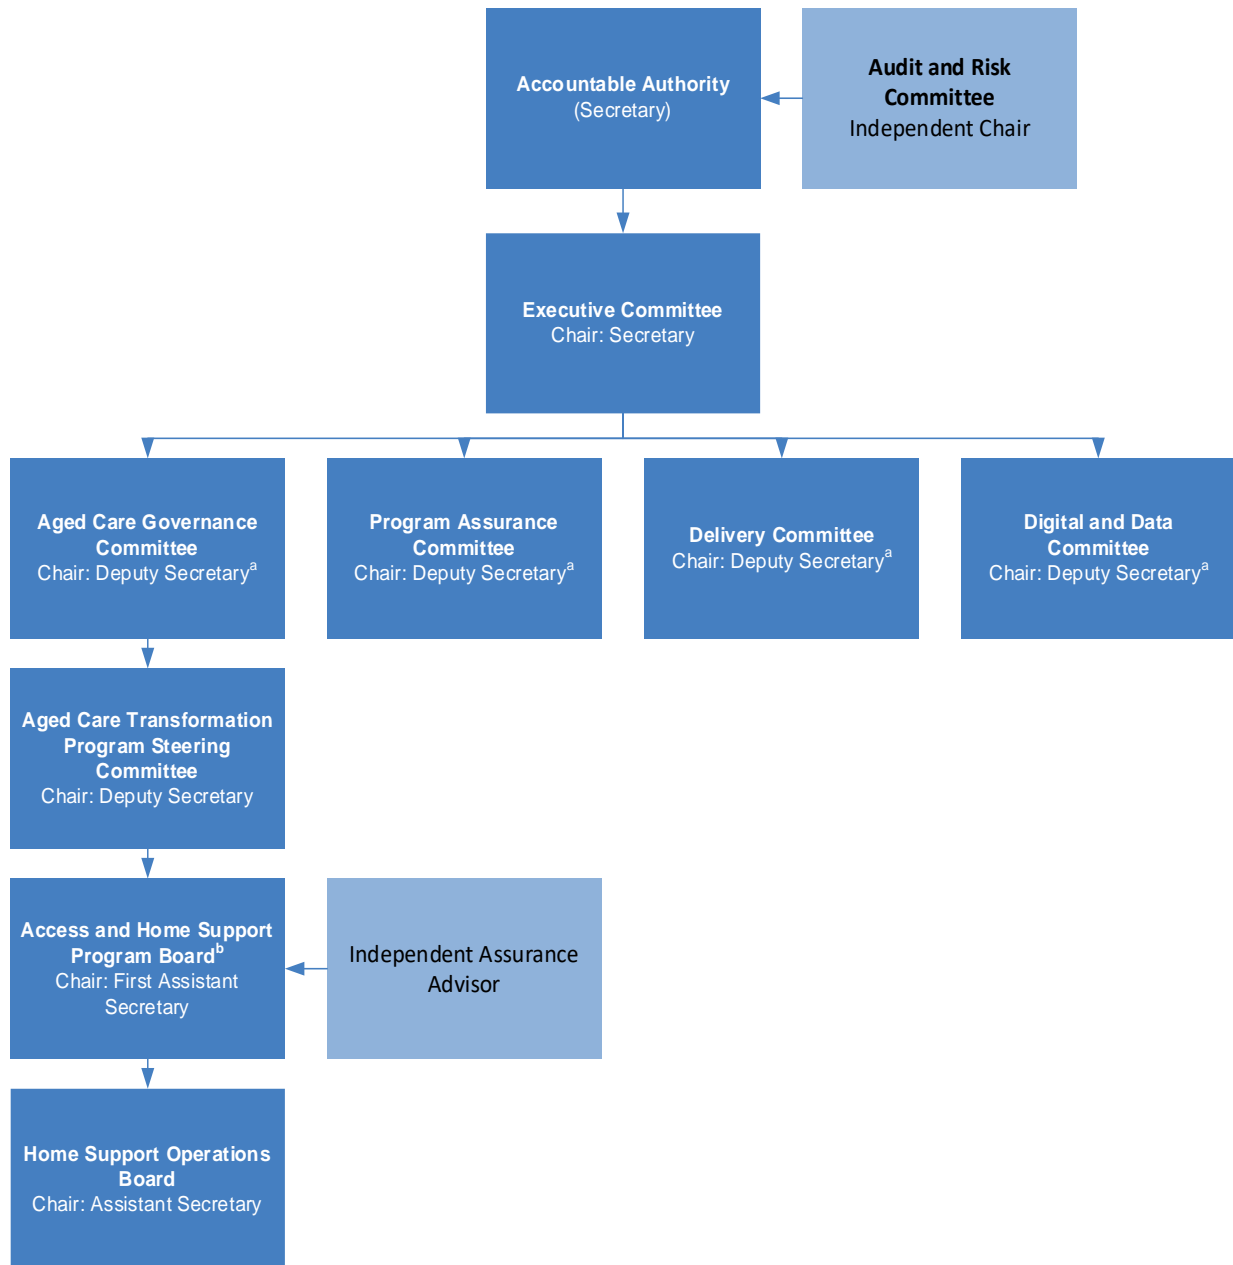 Accountable Authority
(Secretary)
Audit and Risk
Committee
Independent Chair
Executive Committee
Chair: Secretary
Aged Care Governance
Committee
Chair: Deputy Secretaryᵃ
Program Assurance
Committee
Chair: Deputy Secretaryᵃ
Delivery Committee
Chair: Deputy Secretaryᵃ
Digital and Data
Committee
Chair: Deputy Secretaryᵃ
Aged Care Transformation
Program Steering
Committee
Chair: Deputy Secretary
Access and Home Support
Program Boardᵇ
Chair: First Assistant
Secretary
Independent Assurance
Advisor
Home Support Operations
Board
Chair: Assistant Secretary